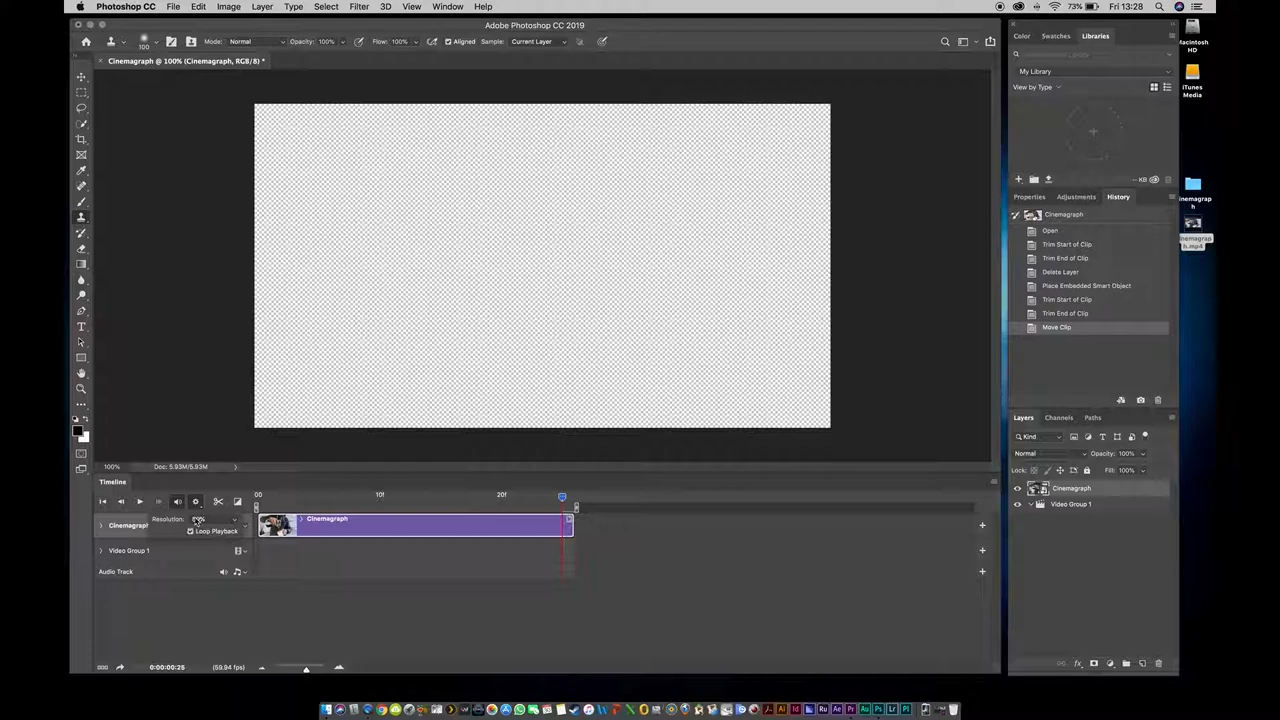 Photoshop CC File Edit Image Layer Type Select Filter 3D View Window Help 73% Fri 13:28
Adobe Photoshop CC 2019
100 Mode: Normal Opacity: 100% Flow: 100% Aligned Sample: Current Layer
Cinemagraph @ 100% (Cinemagraph, RGB/8) *
Color Swatches Libraries
My Library
View by Type
- KB
Macintosh
HD
iTunes
Media
Properties Adjustments History
Cinemagraph
Open
Trim Start of Clip
Trim End of Clip
Delete Layer
Place Embedded Smart Object
Trim Start of Clip
Trim End of Clip
Move Clip
Layers Channels Paths
Kind
Normal Opacity: 100%
Lock: Fill: 100%
Cinemagraph
Video Group 1
100% Doc: 5.93M/5.93M
Timeline
00 10f 20f
Cinemagraph
Resolution:
Loop Playback
Cinemagraph
Video Group 1
Audio Track
0:00:00:25 (59.94 fps)